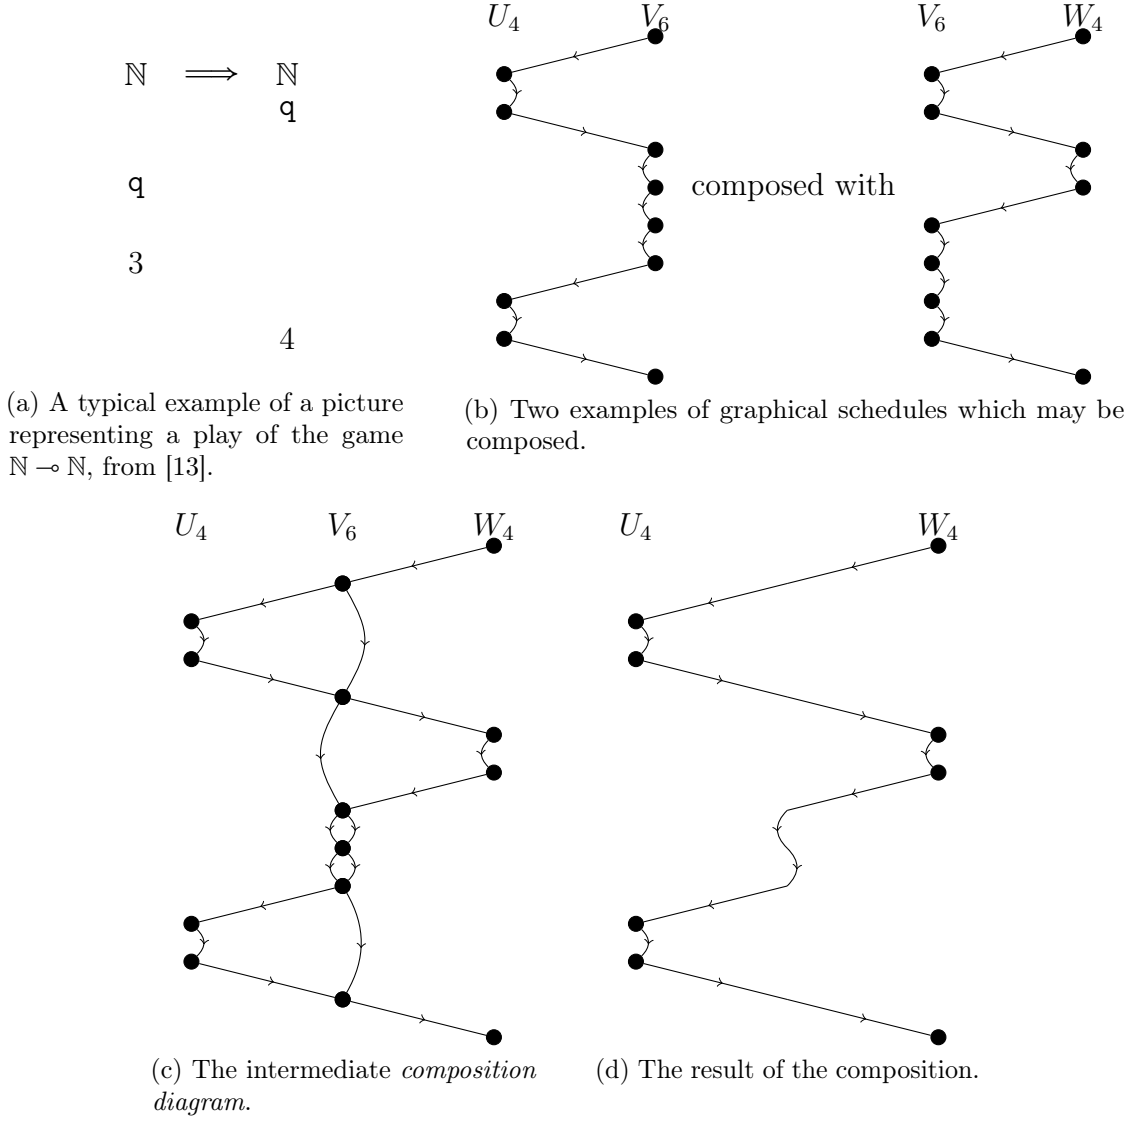 U₄ V₆ V₆ W₄
ℕ ⟹ ℕ
q
q
composed with
3
4
(a) A typical example of a picture
representing a play of the game
ℕ ⊸ ℕ, from [13].
(b) Two examples of graphical schedules which may be
composed.
U₄ V₆ W₄
U₄ W₄
(c) The intermediate composition
diagram.
(d) The result of the composition.